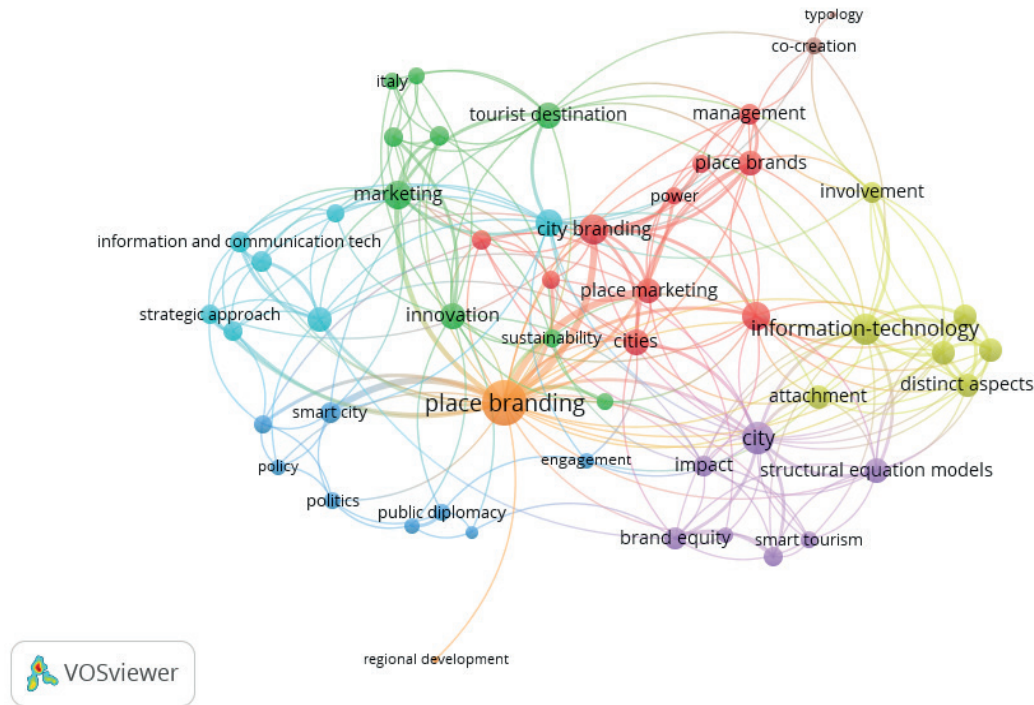 typology
co-creation
italy
tourist destination
management
place brands
marketing
power
involvement
city branding
information and communication tech
place marketing
strategic approach
innovation
information-technology
sustainability
cities
distinct aspects
place branding
attachment
smart city
city
engagement
impact
structural equation models
policy
politics
public diplomacy
brand equity
smart tourism
regional development
VOSviewer